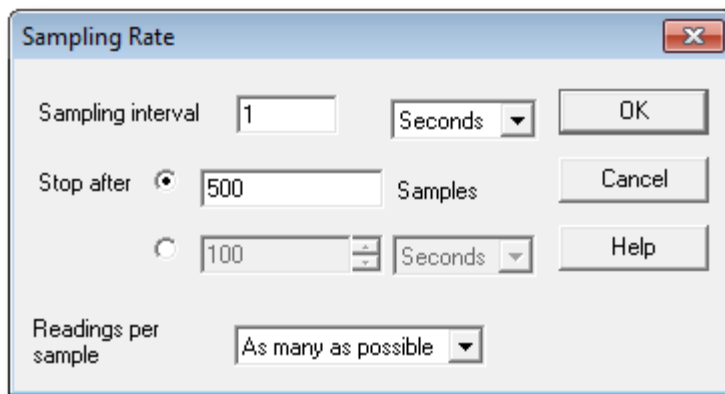 Sampling Rate
Sampling interval 1 Seconds OK
Stop after 500 Samples Cancel
100 Seconds Help
Readings per
sample
As many as possible